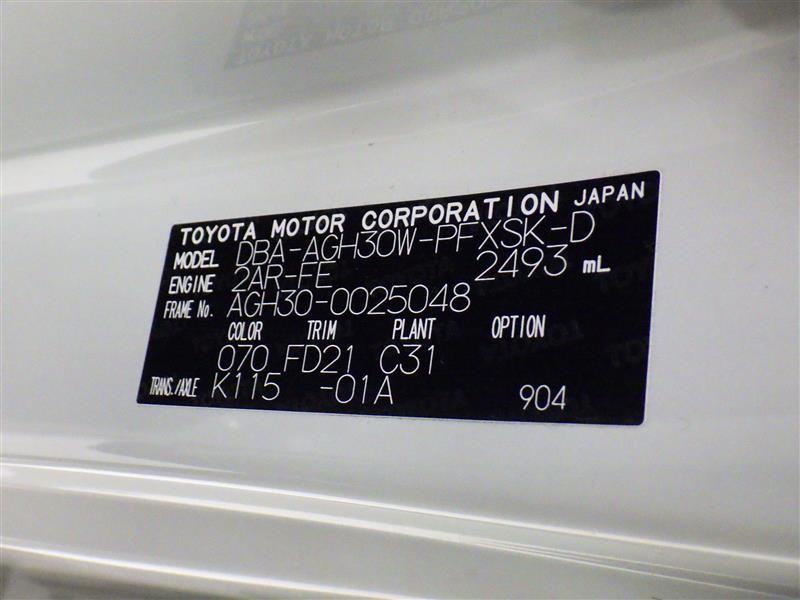 TOYOTA MOTOR CORPORATION JAPAN
MODEL DBA-AGH30W-PFXSK-D
ENGINE 2AR-FE 2493 mL
FRAME No. AGH30-0025048
COLOR TRIM PLANT OPTION
070 FD21 C31
TRANS./AXLE K115 -01A 904